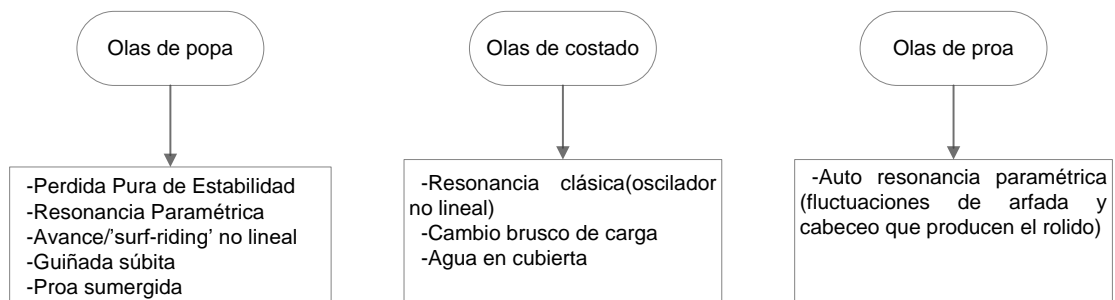 Olas de popa
-Perdida Pura de Estabilidad
-Resonancia Paramétrica
-Avance/'surf-riding' no lineal
-Guiñada súbita
-Proa sumergida
Olas de costado
-Resonancia clásica(oscilador
no lineal)
-Cambio brusco de carga
-Agua en cubierta
Olas de proa
-Auto resonancia paramétrica
(fluctuaciones de arfada y
cabeceo que producen el rolido)